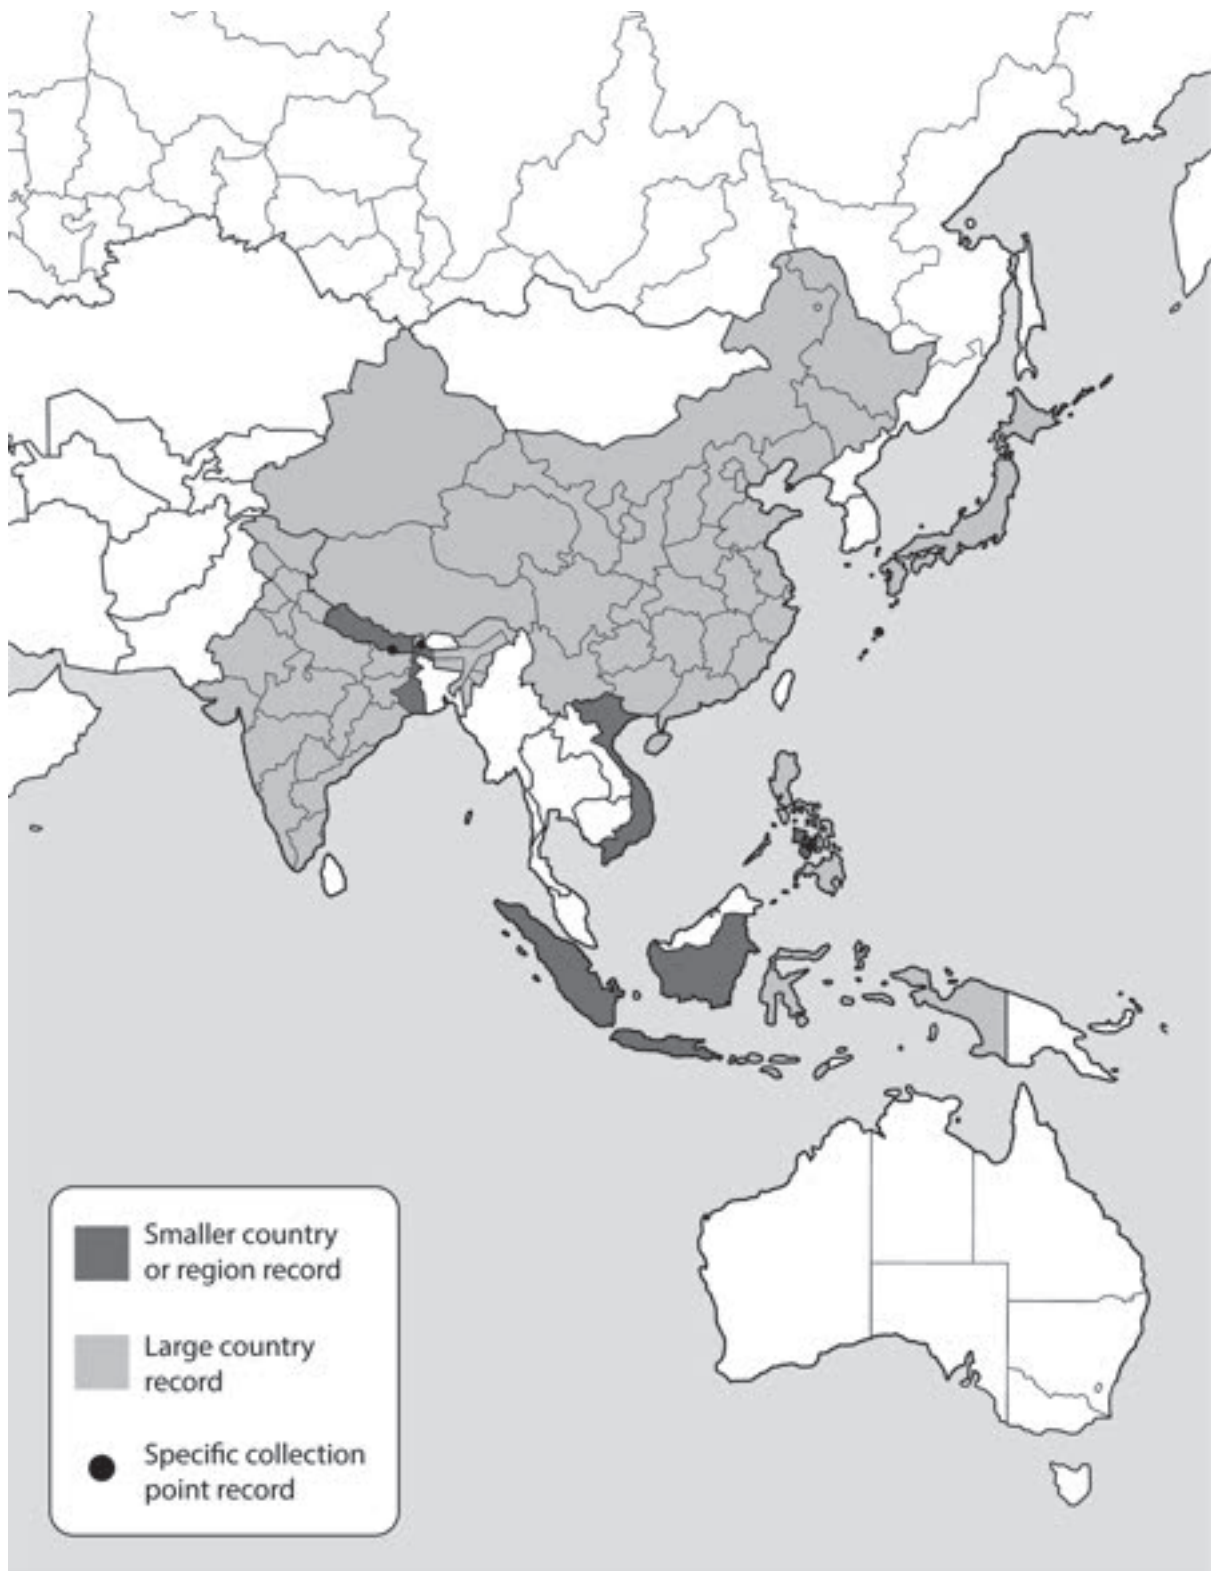 Smaller country
or region record
Large country
record
Specific collection
point record